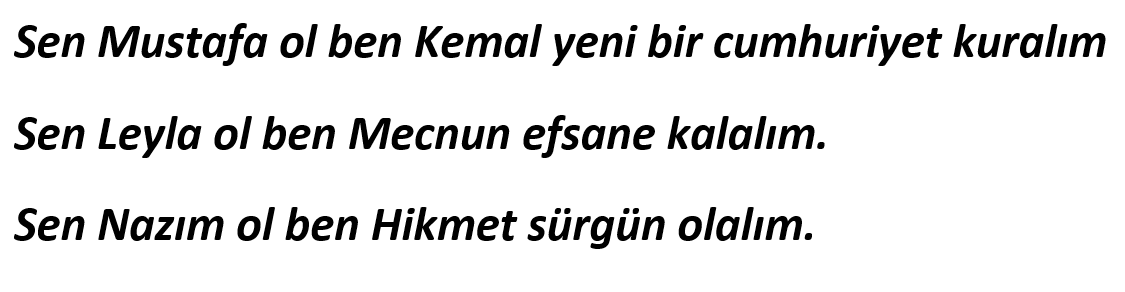 Sen Mustafa ol ben Kemal yeni bir cumhuriyet kuralım
Sen Leyla ol ben Mecnun efsane kalalım.
Sen Nazım ol ben Hikmet sürgün olalım.